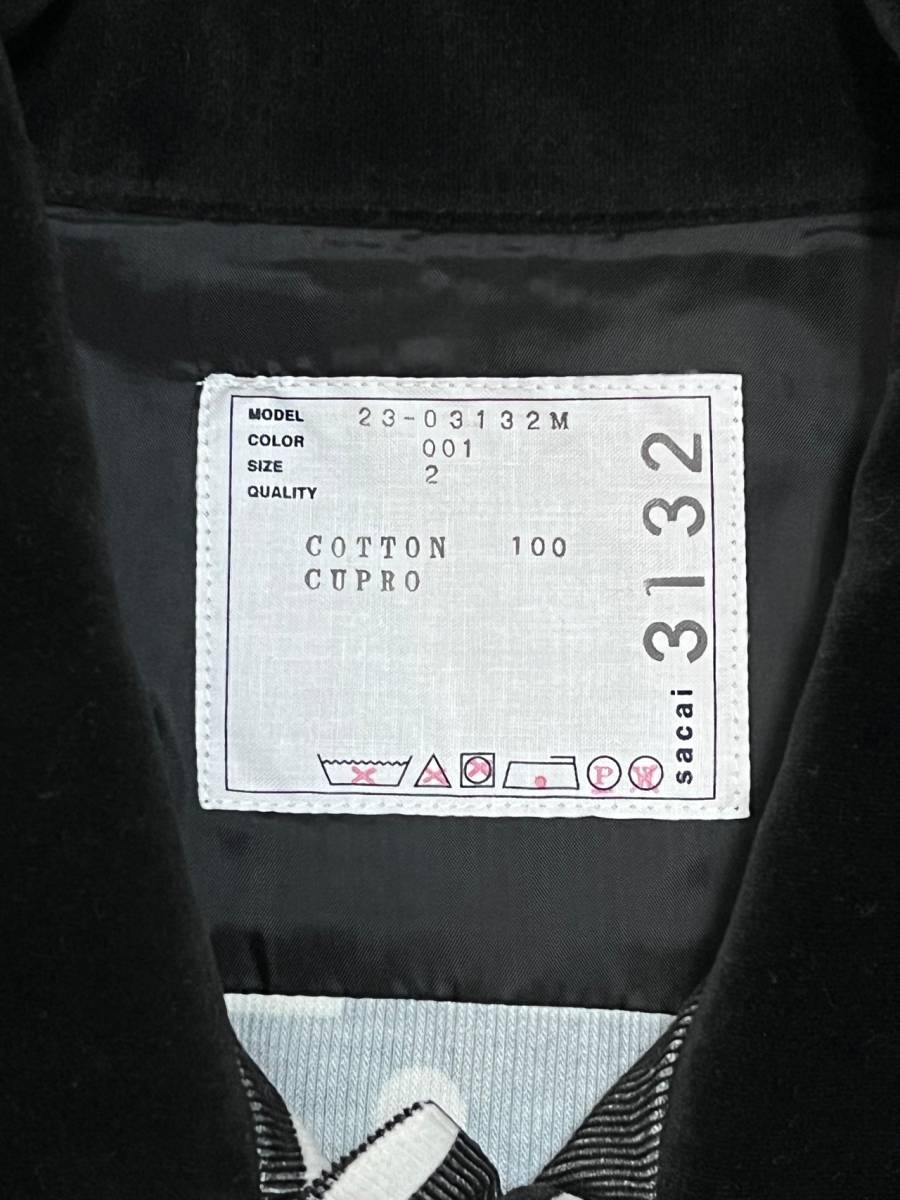 MODEL 23-03132M
COLOR 001
SIZE 2
QUALITY
COTTON 100
CUPRO
P W
sacai 3132